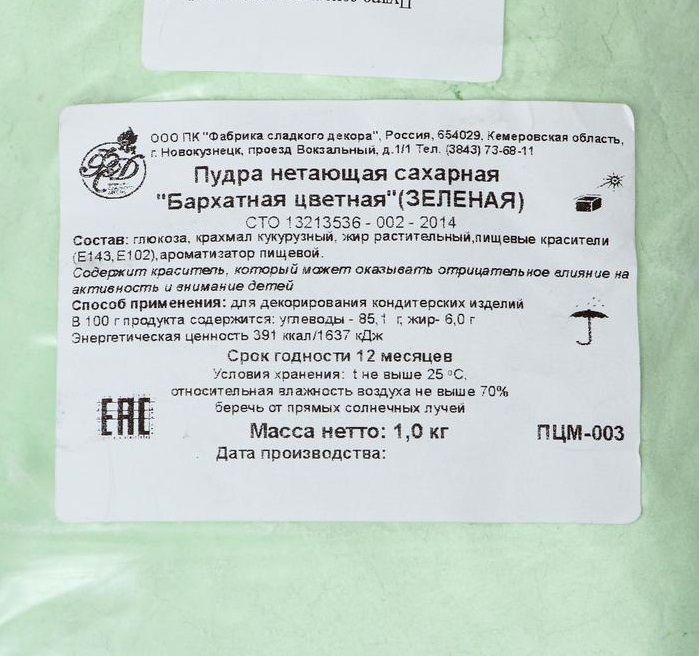 ООО ПК "Фабрика сладкого декора", Россия, 654029, Кемеровская область,
г. Новокузнецк, проезд Вокзальный, д.1/1 Тел. (3843) 73-68-11
Пудра нетающая сахарная
"Бархатная цветная"(ЗЕЛЕНАЯ)
СТО 13213536 - 002 - 2014
Состав: глюкоза, крахмал кукурузный, жир растительный,пищевые красители
(Е143,Е102),ароматизатор пищевой.
Содержит краситель, который может оказывать отрицательное влияние на
активность и внимание детей
Способ применения: для декорирования кондитерских изделий
В 100 г продукта содержится: углеводы - 85,1 г, жир- 6,0 г
Энергетическая ценность 391 ккал/1637 кДж
Срок годности 12 месяцев
Условия хранения: t не выше 25 °С,
относительная влажность воздуха не выше 70%
беречь от прямых солнечных лучей
ЕАС
Масса нетто: 1,0 кг
ПЦМ-003
Дата производства: